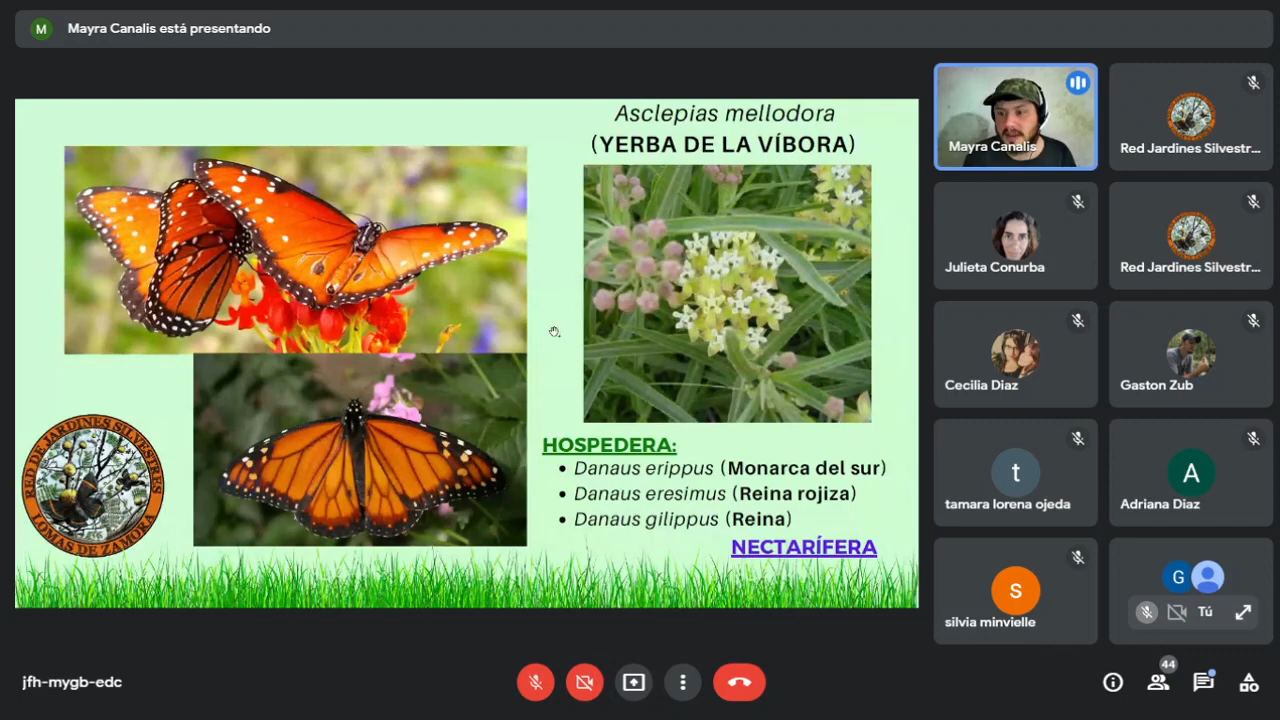 M Mayra Canalis está presentando
Asclepias mellodora
(YERBA DE LA VÍBORA)
HOSPEDERA:
• Danaus erippus (Monarca del sur)
• Danaus eresimus (Reina rojiza)
• Danaus gilippus (Reina)
NECTARÍFERA
RED DE JARDINES SILVESTRES
LOMAS DE ZAMORA
Mayra Canalis
Red Jardines Silvestr...
Julieta Conurba
Red Jardines Silvestr...
Cecilia Diaz
Gaston Zub
t
tamara lorena ojeda
A
Adriana Diaz
s
silvia minvielle
G
Tú
jfh-mygb-edc
44